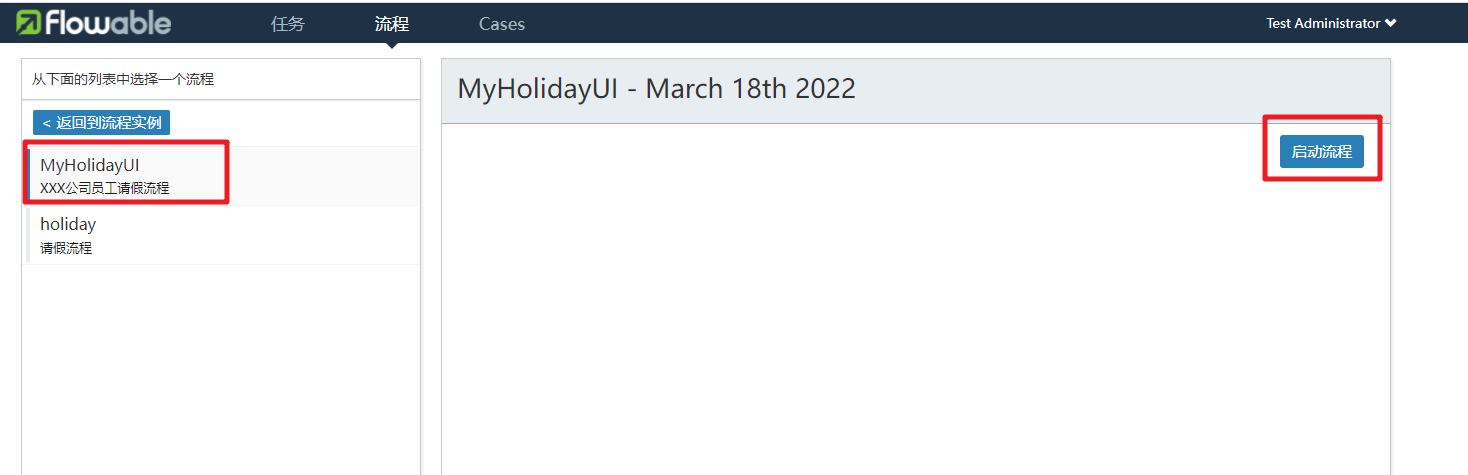 flowable
任务
流程
Cases
Test Administrator
从下面的列表中选择一个流程
< 返回到流程实例
MyHolidayUI
XXX公司员工请假流程
holiday
请假流程
MyHolidayUI - March 18th 2022
启动流程